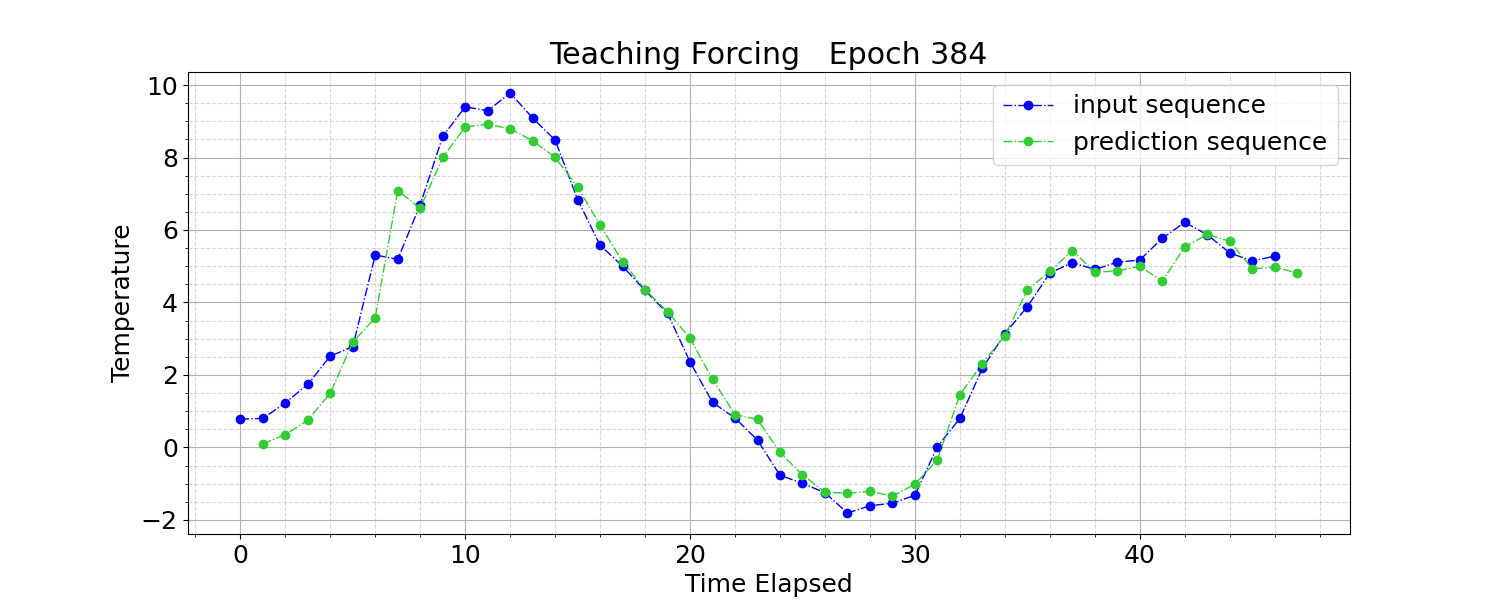 Teaching Forcing   Epoch 384
10
8
6
4
2
0
−2
Temperature
input sequence
prediction sequence
0 10 20 30 40
Time Elapsed